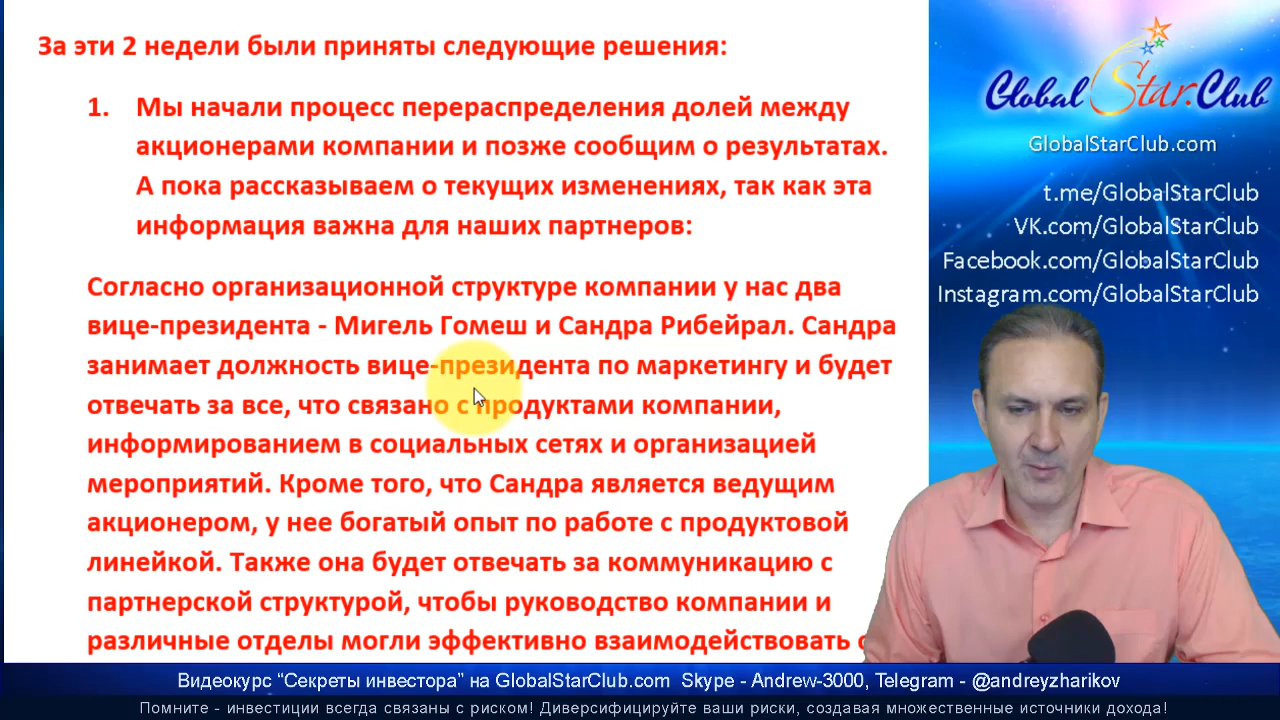 За эти 2 недели были приняты следующие решения:
1. Мы начали процесс перераспределения долей между
акционерами компании и позже сообщим о результатах.
А пока рассказываем о текущих изменениях, так как эта
информация важна для наших партнеров:
Согласно организационной структуре компании у нас два
вице-президента - Мигель Гомеш и Сандра Рибейрал. Сандра
занимает должность вице-президента по маркетингу и будет
отвечать за все, что связано с продуктами компании,
информированием в социальных сетях и организацией
мероприятий. Кроме того, что Сандра является ведущим
акционером, у нее богатый опыт по работе с продуктовой
линейкой. Также она будет отвечать за коммуникацию с
партнерской структурой, чтобы руководство компании и
различные отделы могли эффективно взаимодействовать
Global Star.Club
GlobalStarClub.com
t.me/GlobalStarClub
VK.com/GlobalStarClub
Facebook.com/GlobalStarClub
Instagram.com/GlobalStarClub
Видеокурс “Секреты инвестора” на GlobalStarClub.com Skype - Andrew-3000, Telegram - @andreyzharikov
Помните - инвестиции всегда связаны с риском! Диверсифицируйте ваши риски, создавая множественные источники дохода!